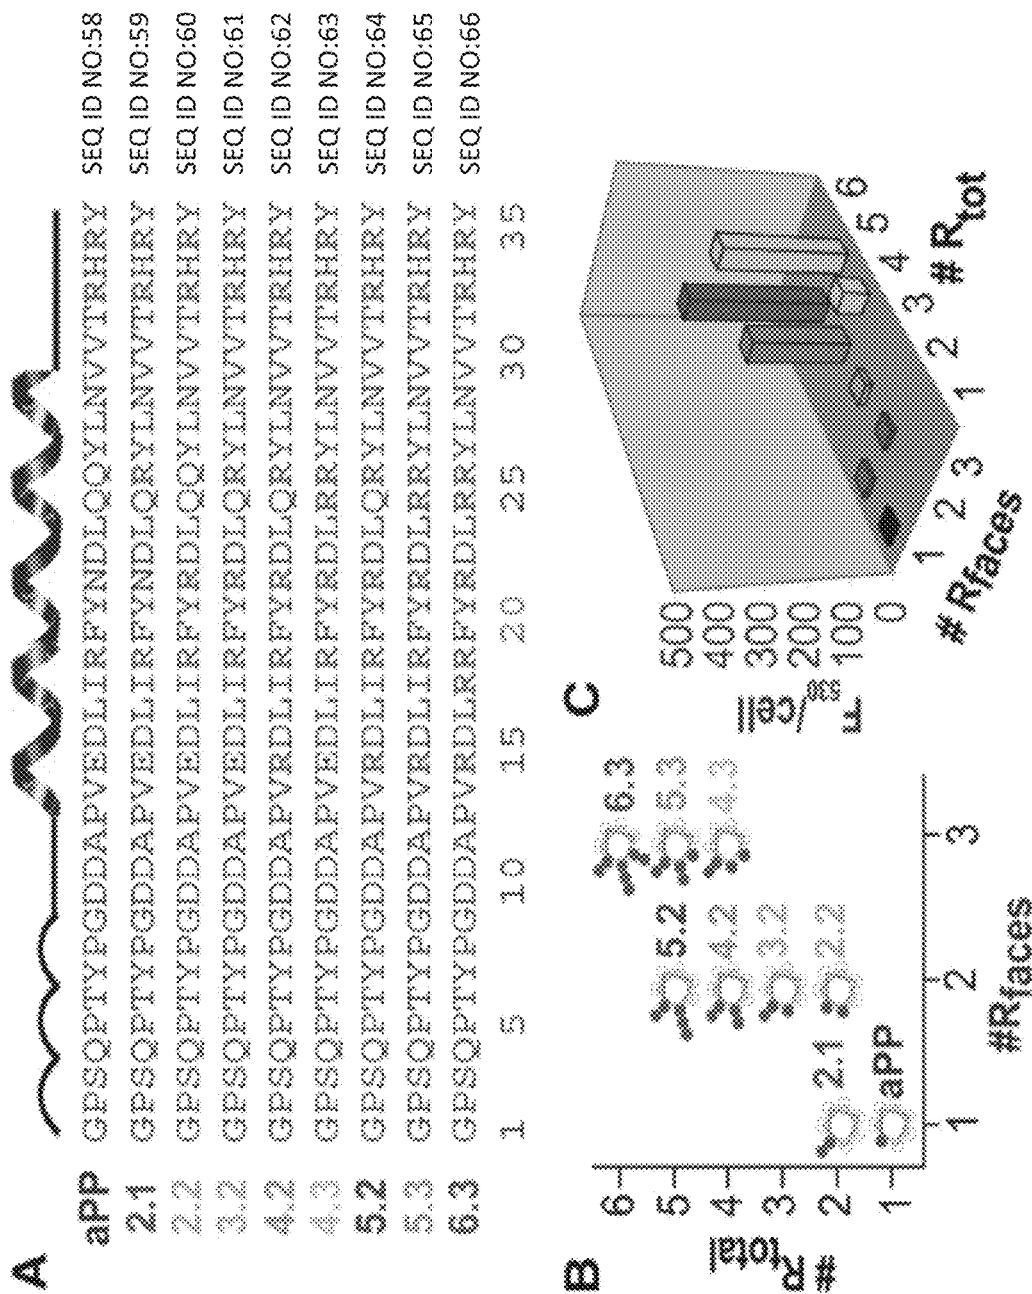 A
aPP GPSQPTYPGDDAPVEDLIRFYNDLQQYLNVVTRHRY SEQ ID NO:58
2.1 GPSQPTYPGDDAPVEDLIRFYNDLQRYLNVVTRHRY SEQ ID NO:59
2.2 GPSQPTYPGDDAPVEDLIRFYRDLQQYLNVVTRHRY SEQ ID NO:60
3.2 GPSQPTYPGDDAPVEDLIRFYRDLQRYLNVVTRHRY SEQ ID NO:61
4.2 GPSQPTYPGDDAPVRDLIRFYRDLQRYLNVVTRHRY SEQ ID NO:62
4.3 GPSQPTYPGDDAPVEDLIRFYRDLRRYLNVVTRHRY SEQ ID NO:63
5.2 GPSQPTYPGDDAPVRDLIRFYRDLQRYLNVVTRHRY SEQ ID NO:64
5.3 GPSQPTYPGDDAPVRDLIRFYRDLRRYLNVVTRHRY SEQ ID NO:65
6.3 GPSQPTYPGDDAPVRDLRRFYRDLRRYLNVVTRHRY SEQ ID NO:66
1 5 10 15 20 25 30 35
B
#Rtotal
6 6.3
5 5.2 5.3
4 4.2 4.3
3 3.2
2 2.1 2.2
1 aPP
1 2 3
#Rfaces
C
F530/cell
500
400
300
200
100
0
1 2 3
# Rfaces
1 2 3 4 5 6
# Rtot